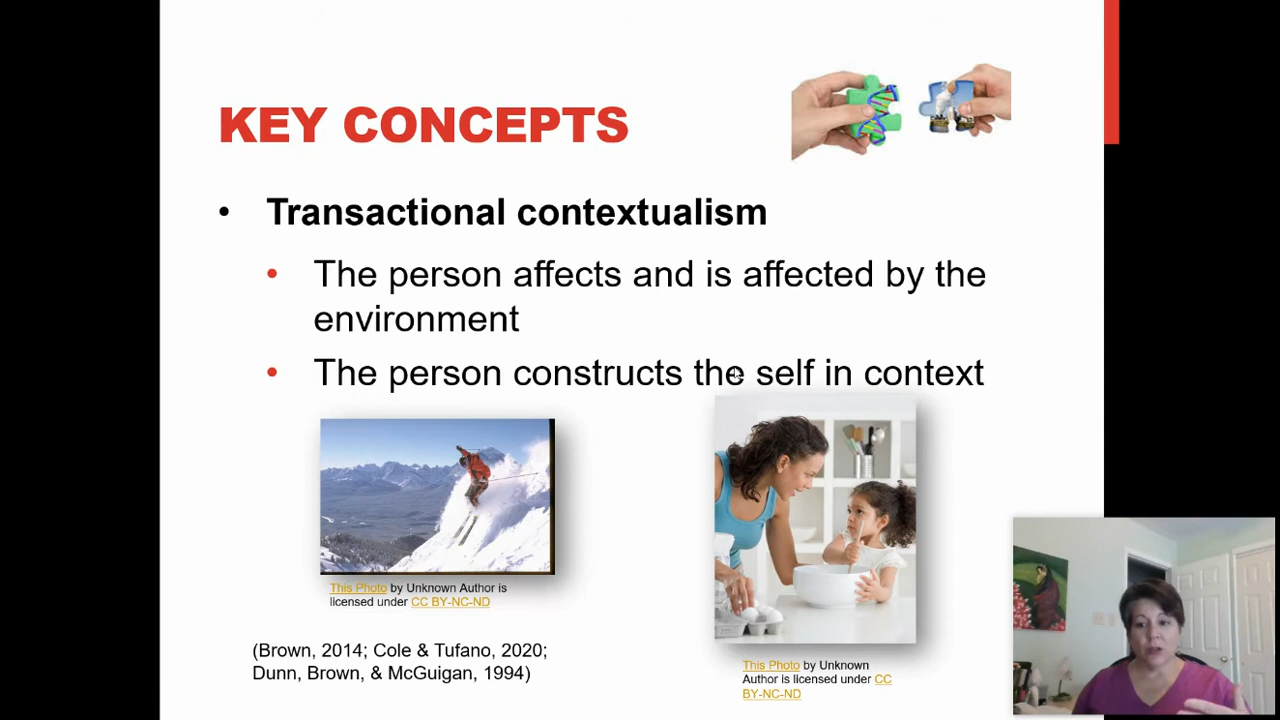 KEY CONCEPTS
• Transactional contextualism
• The person affects and is affected by the
environment
• The person constructs the self in context
This Photo by Unknown Author is
licensed under CC BY-NC-ND
(Brown, 2014; Cole & Tufano, 2020;
Dunn, Brown, & McGuigan, 1994)
This Photo by Unknown
Author is licensed under CC
BY-NC-ND